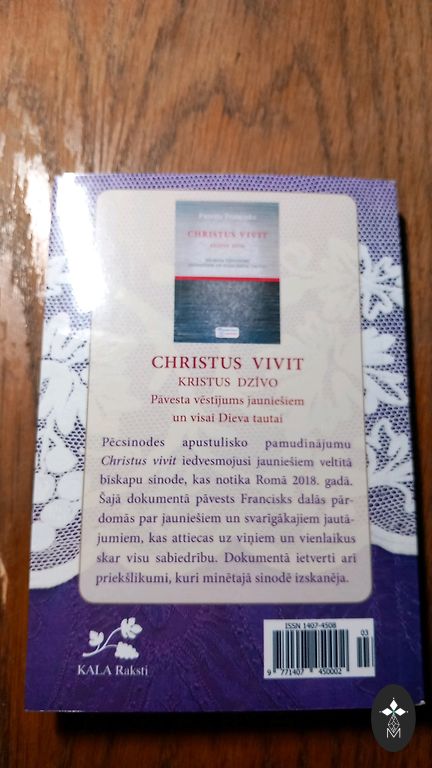 Pāvests Francisks
CHRISTUS VIVIT
KRISTUS DZĪVO
CHRISTUS VIVIT
KRISTUS DZĪVO
Pāvesta vēstījums jauniešiem
un visai Dieva tautai
Pēcsinodes apustulisko pamudinājumu
Christus vivit iedvesmojusi jauniešiem veltītā
bīskapu sinode, kas notika Romā 2018. gadā.
Šajā dokumentā pāvests Francisks dalās pār-
domās par jauniešiem un svarīgākajiem jautā-
jumiem, kas attiecas uz viņiem un vienlaikus
skar visu sabiedrību. Dokumentā ietverti arī
priekšlikumi, kuri minētajā sinodē izskanēja.
KALA Raksti
ISSN 1407-4508
03
9 771407 450002
M